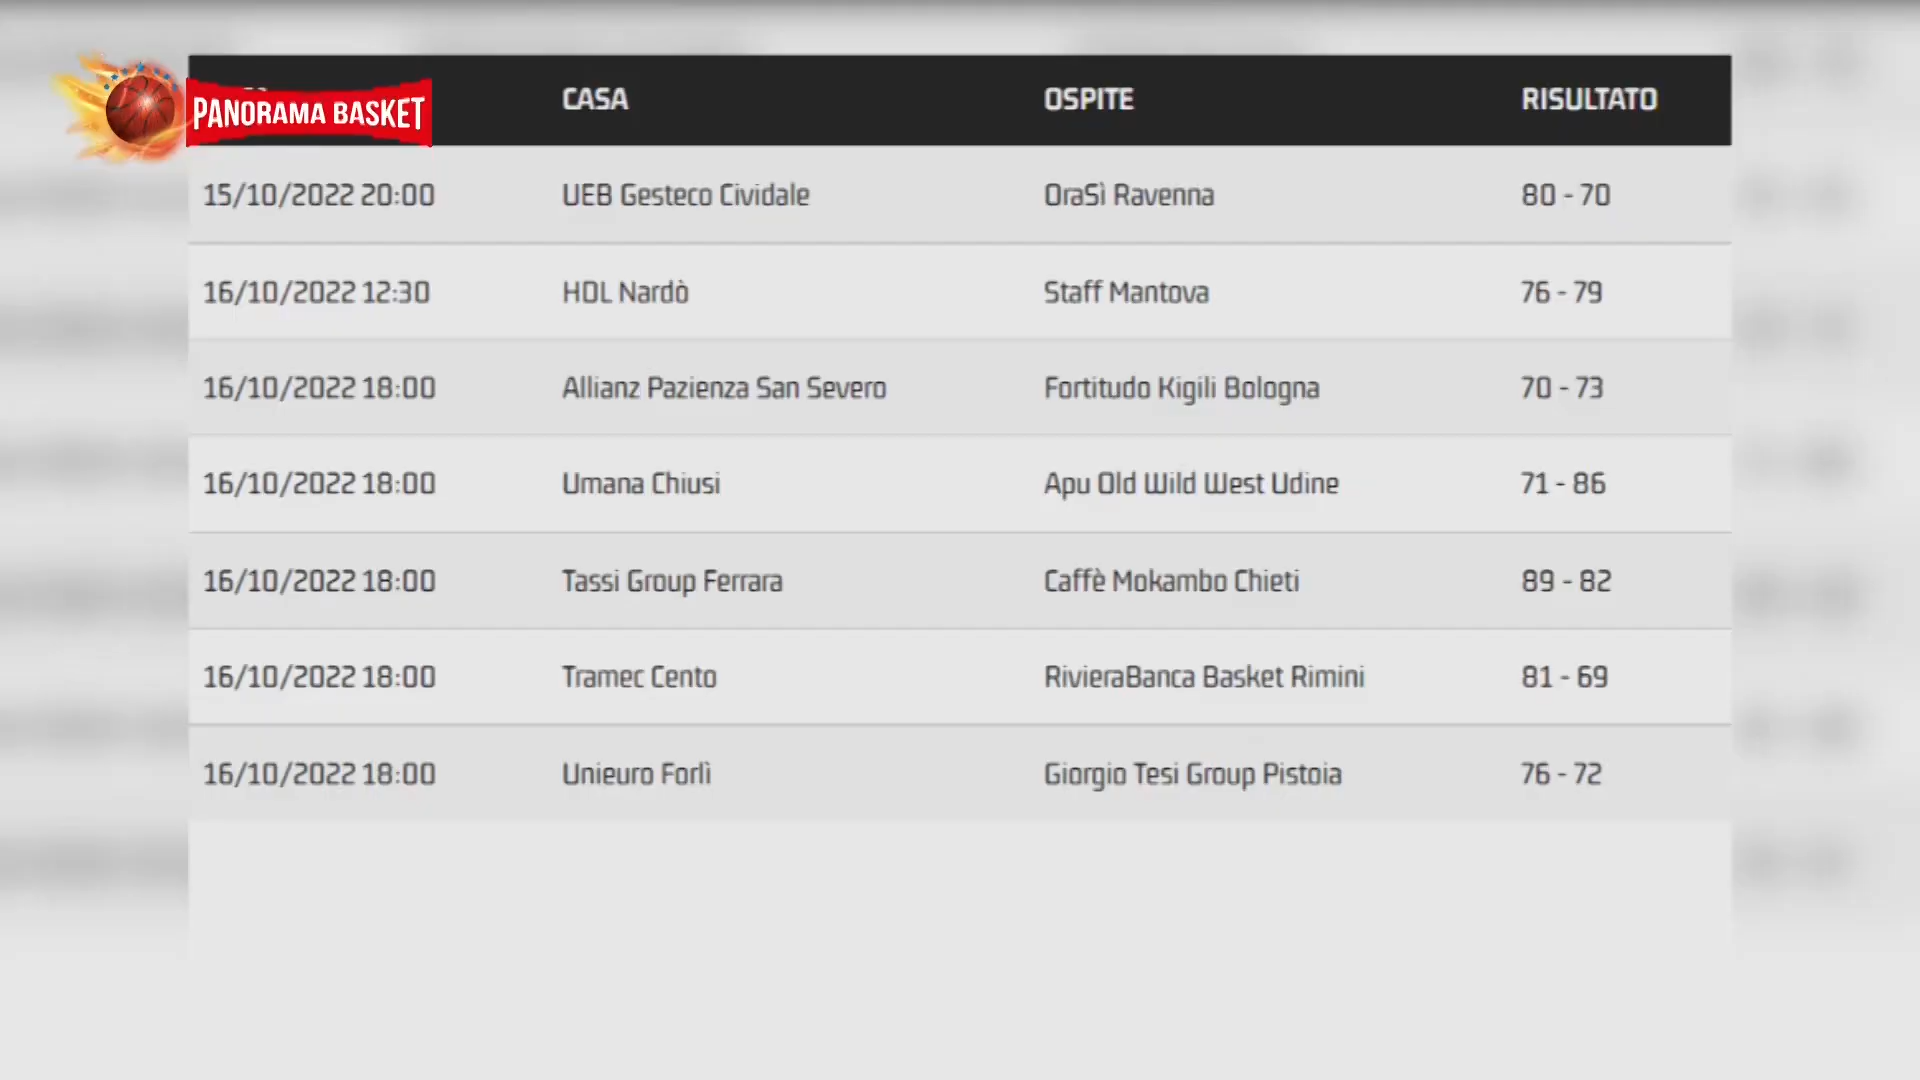 PANORAMA BASKET CASA OSPITE RISULTATO
15/10/2022 20:00 UEB Gesteco Cividale OraSì Ravenna 80 - 70
16/10/2022 12:30 HDL Nardò Staff Mantova 76 - 79
16/10/2022 18:00 Allianz Pazienza San Severo Fortitudo Kigili Bologna 70 - 73
16/10/2022 18:00 Umana Chiusi Apu Old Wild West Udine 71 - 86
16/10/2022 18:00 Tassi Group Ferrara Caffè Mokambo Chieti 89 - 82
16/10/2022 18:00 Tramec Cento RivieraBanca Basket Rimini 81 - 69
16/10/2022 18:00 Unieuro Forlì Giorgio Tesi Group Pistoia 76 - 72